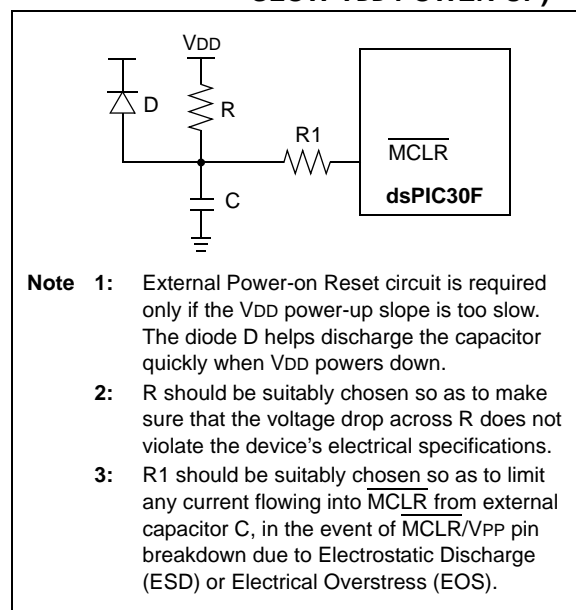 VDD
D
R
R1
MCLR
dsPIC30F
C
Note 1: External Power-on Reset circuit is required
only if the VDD power-up slope is too slow.
The diode D helps discharge the capacitor
quickly when VDD powers down.
2: R should be suitably chosen so as to make
sure that the voltage drop across R does not
violate the device's electrical specifications.
3: R1 should be suitably chosen so as to limit
any current flowing into MCLR from external
capacitor C, in the event of MCLR/VPP pin
breakdown due to Electrostatic Discharge
(ESD) or Electrical Overstress (EOS).